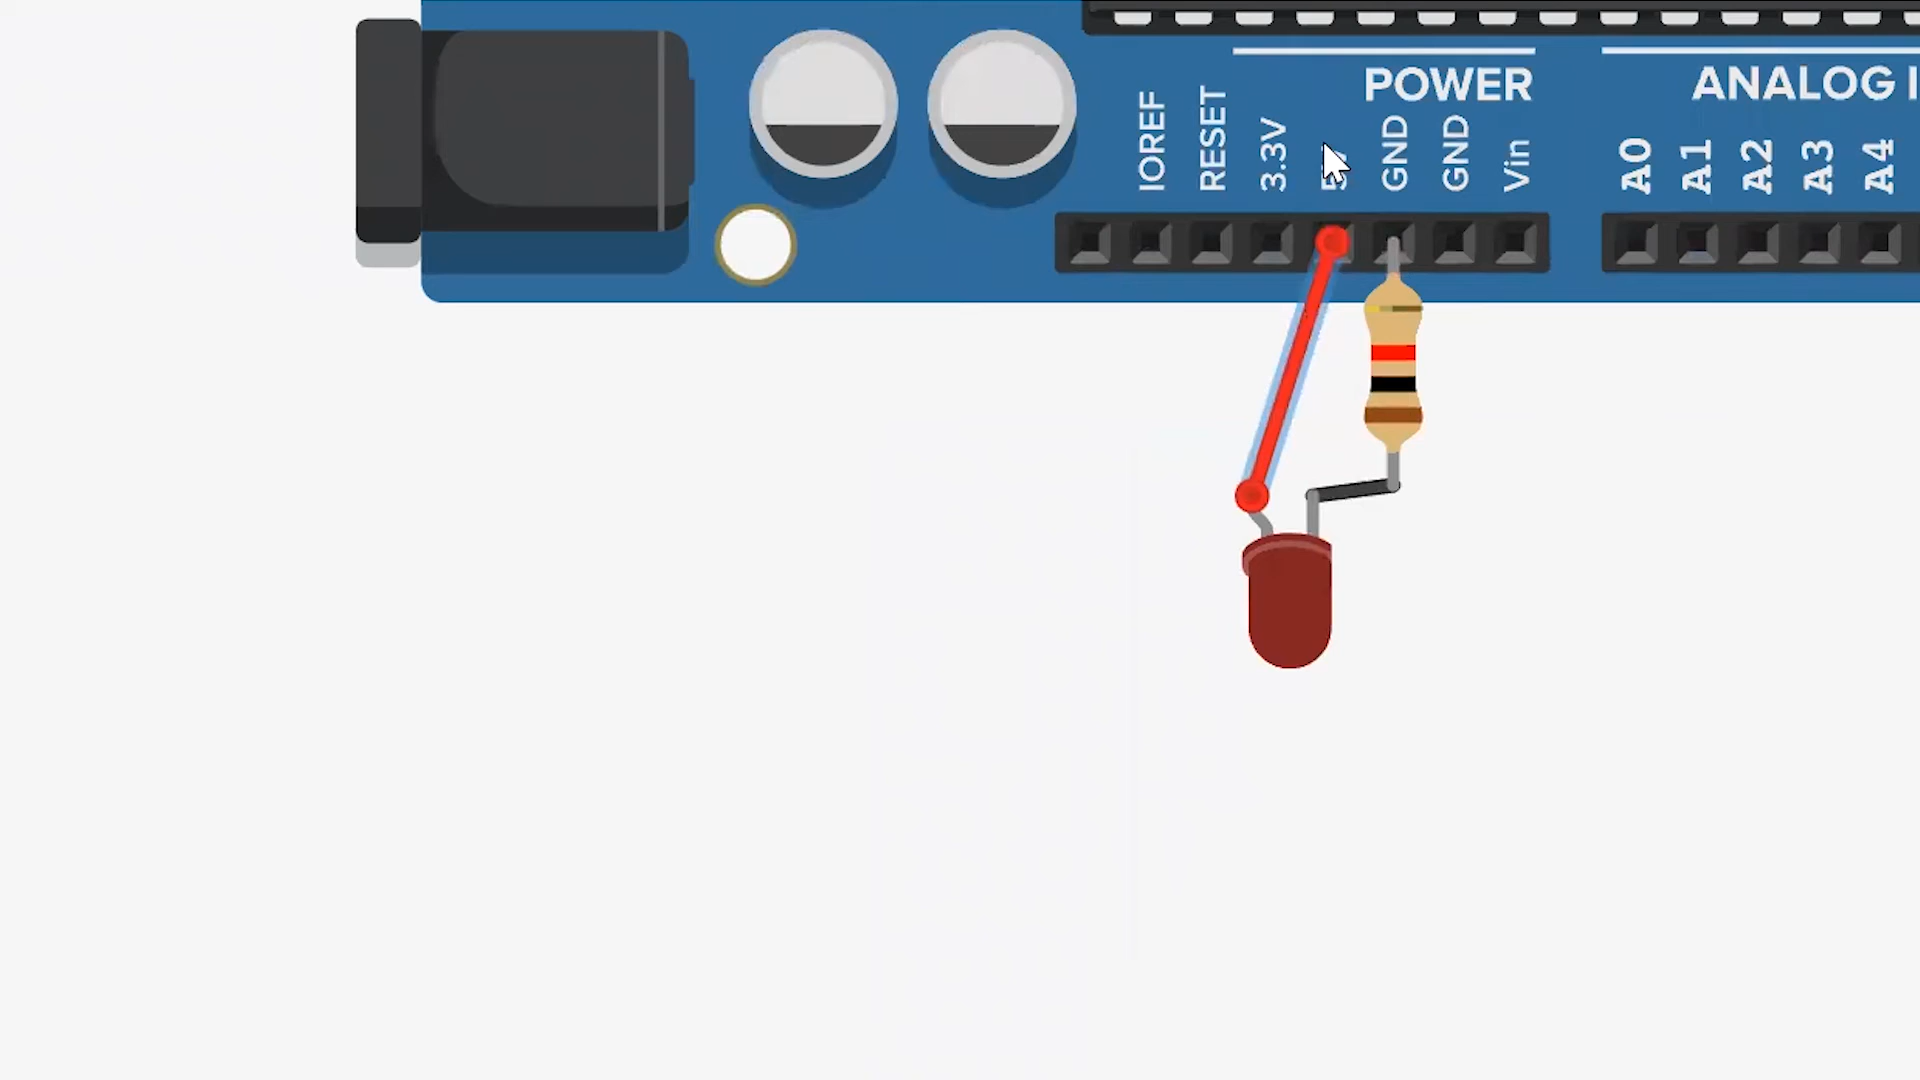 POWER
ANALOG I
IOREF
RESET
3.3V
GND
GND
Vin
A0
A1
A2
A3
A4